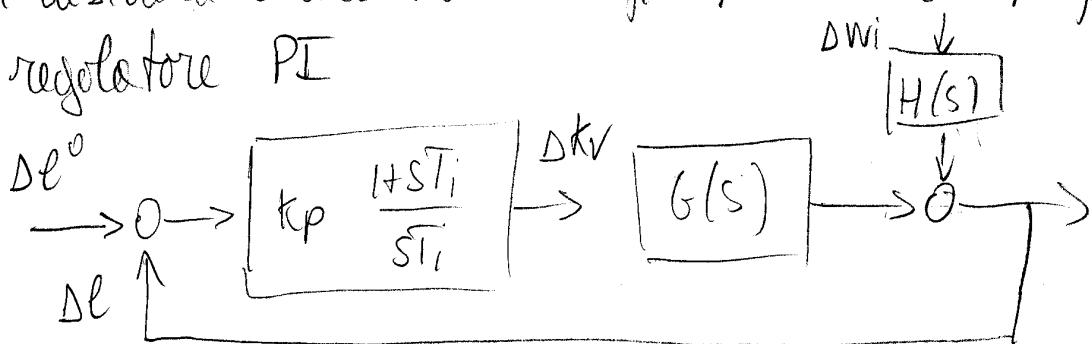 regolatore PI
Δwi
H(s)
Δl°
kp (1+sTi)/(sTi)
Δkv
G(s)
Δl